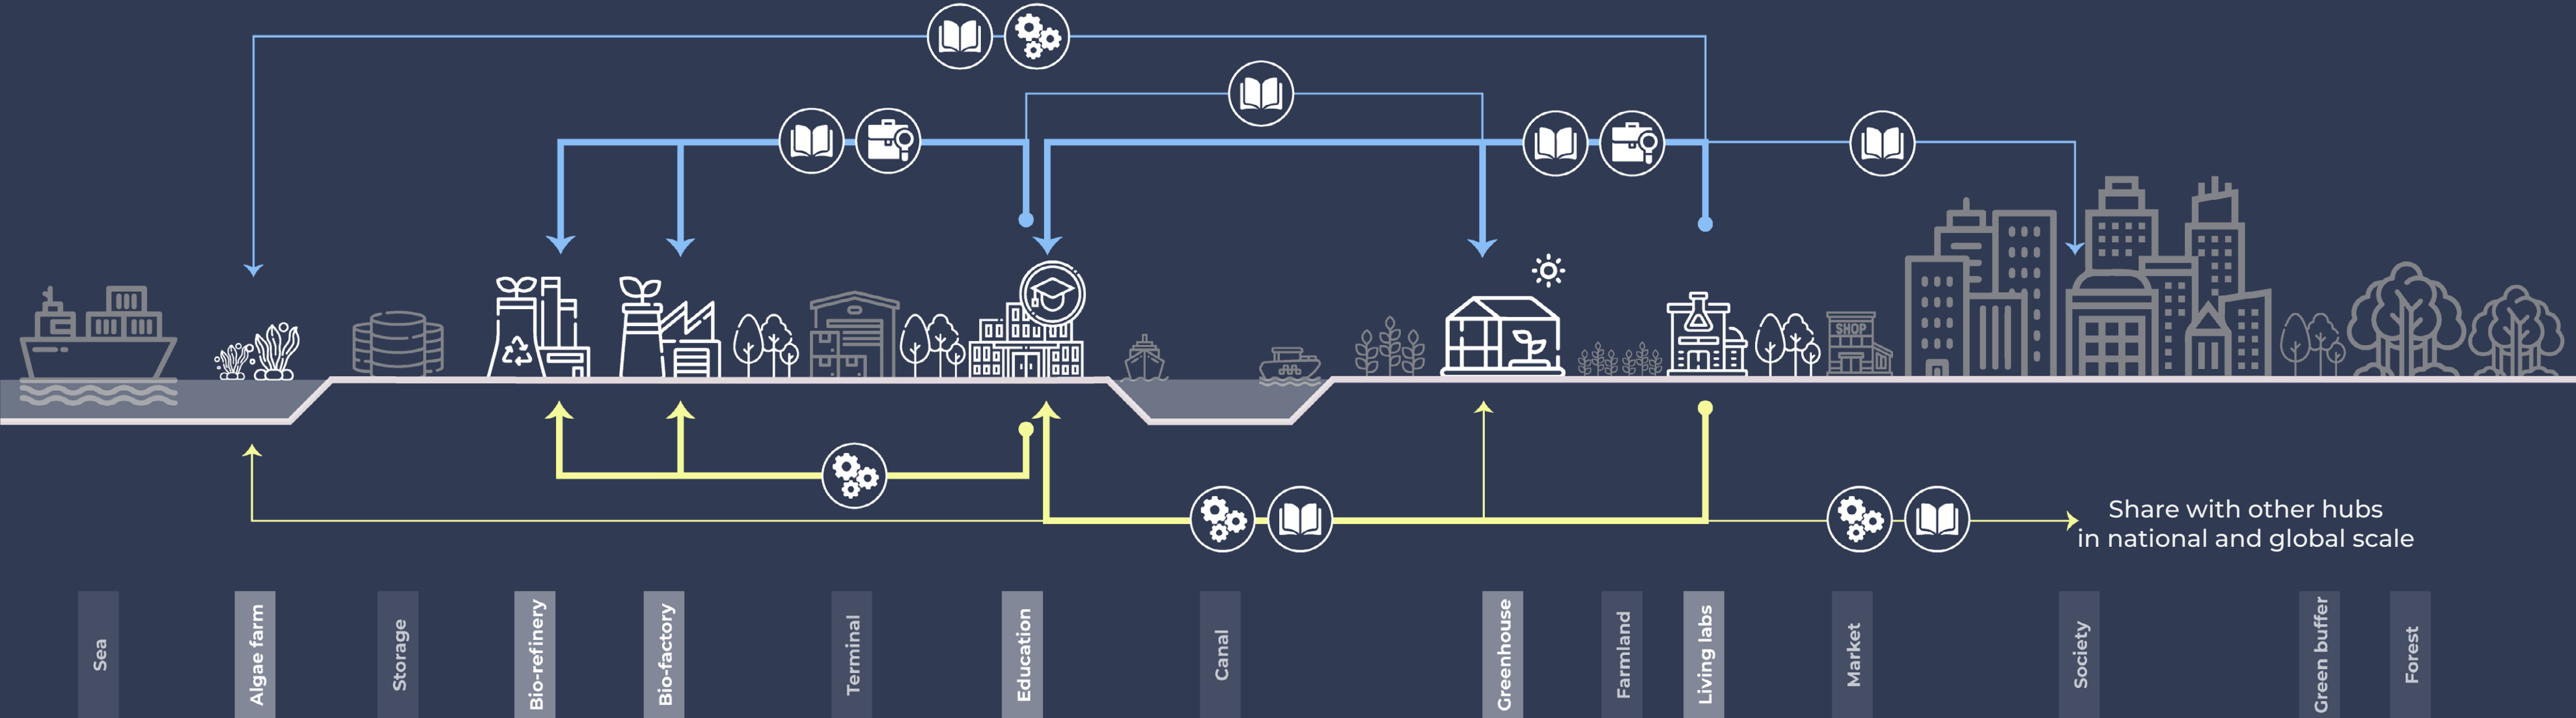 SHOP
Share with other hubs
in national and global scale
Sea
Algae farm
Storage
Bio-refinery
Bio-factory
Terminal
Education
Canal
Greenhouse
Farmland
Living labs
Market
Society
Green buffer
Forest